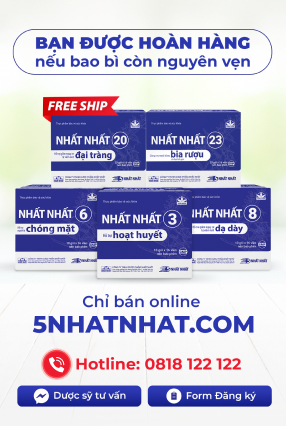 BẠN ĐƯỢC HOÀN HÀNG
nếu bao bì còn nguyên vẹn
FREE SHIP
NHẤT NHẤT 20
đại tràng
NHẤT NHẤT 23
bia rượu
NHẤT NHẤT 6
chóng mặt
NHẤT NHẤT 3
hoạt huyết
NHẤT NHẤT 8
dạ dày
Chỉ bán online
5NHATNHAT.COM
Hotline: 0818 122 122
Dược sỹ tư vấn
Form Đăng ký